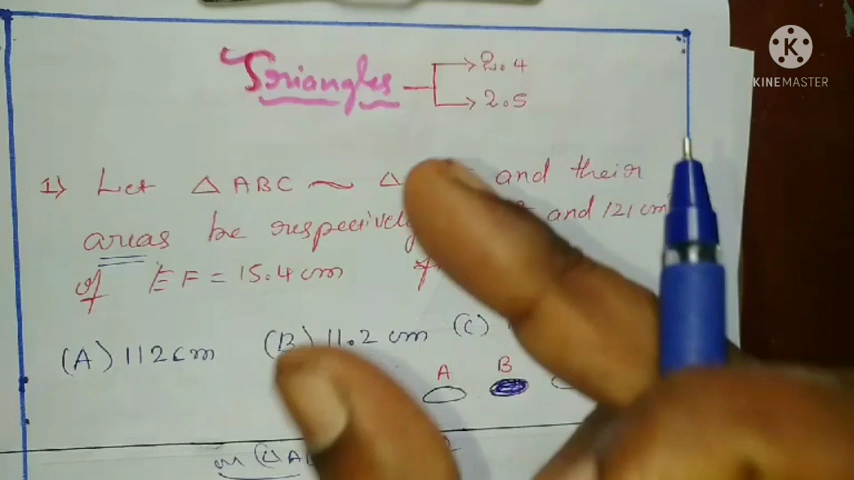 Triangles
2.4
2.5
KINEMASTER
1) Let △ ABC ~ △ and their
areas be respectively and 121 cm
of EF = 15.4 cm
(A) 112 cm (B) 11.2 cm (C)
A B